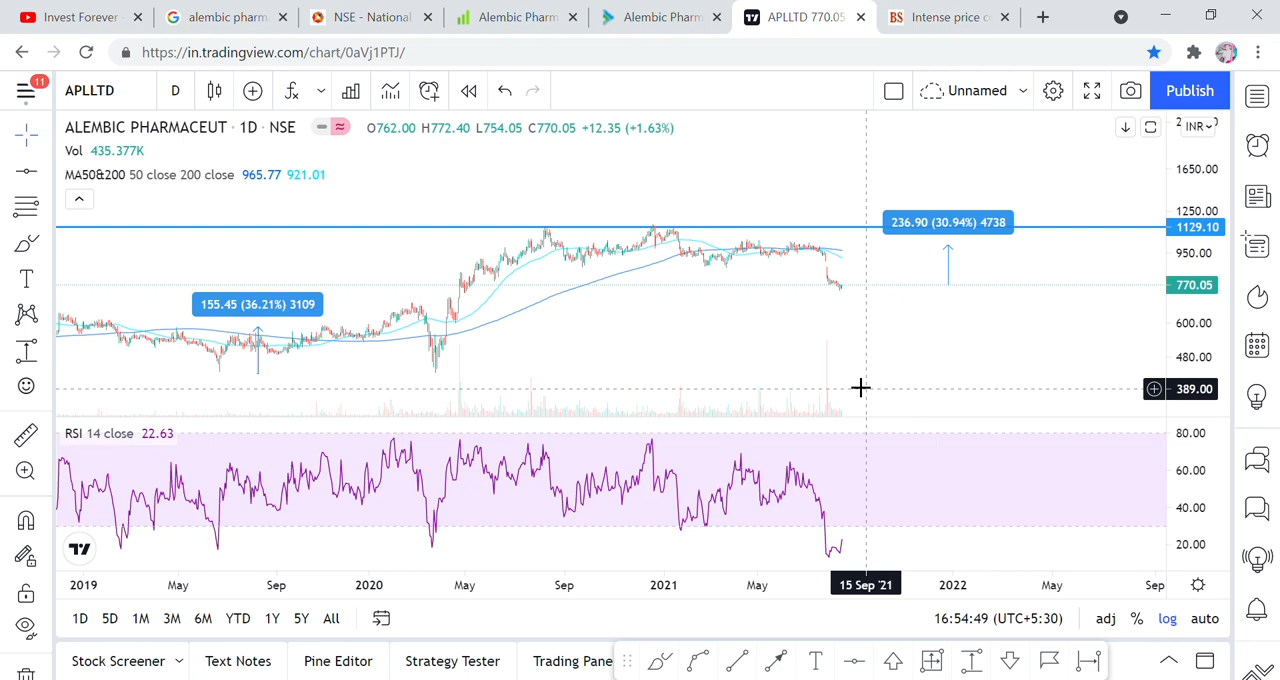 Invest Forever
alembic pharm
NSE - National
Alembic Pharm
Alembic Pharm
APLLTD 770.05
BS Intense price c
https://in.tradingview.com/chart/0aVj1PTJ/
11
APLLTD D
Unnamed
Publish
ALEMBIC PHARMACEUT · 1D · NSE
O762.00 H772.40 L754.05 C770.05 +12.35 (+1.63%)
INR
Vol 435.377K
MA50&200 50 close 200 close 965.77 921.01
1650.00
1250.00
236.90 (30.94%) 4738
1129.10
950.00
770.05
155.45 (36.21%) 3109
600.00
480.00
389.00
RSI 14 close 22.63
80.00
60.00
40.00
20.00
2019 May Sep 2020 May Sep 2021 May 15 Sep '21 2022 May Sep
1D 5D 1M 3M 6M YTD 1Y 5Y All
16:54:49 (UTC+5:30) adj % log auto
Stock Screener Text Notes Pine Editor Strategy Tester Trading Pane